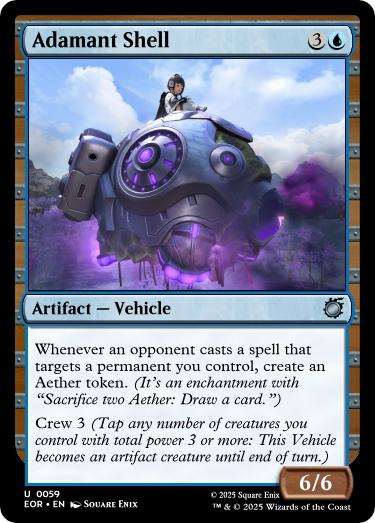 Adamant Shell 3
Artifact — Vehicle
Whenever an opponent casts a spell that
targets a permanent you control, create an
Aether token. (It's an enchantment with
"Sacrifice two Aether: Draw a card.")
Crew 3 (Tap any number of creatures you
control with total power 3 or more: This Vehicle
becomes an artifact creature until end of turn.)
6/6
U 0059
EOR • EN Square Enix
© 2025 Square Enix
™ & © 2025 Wizards of the Coast